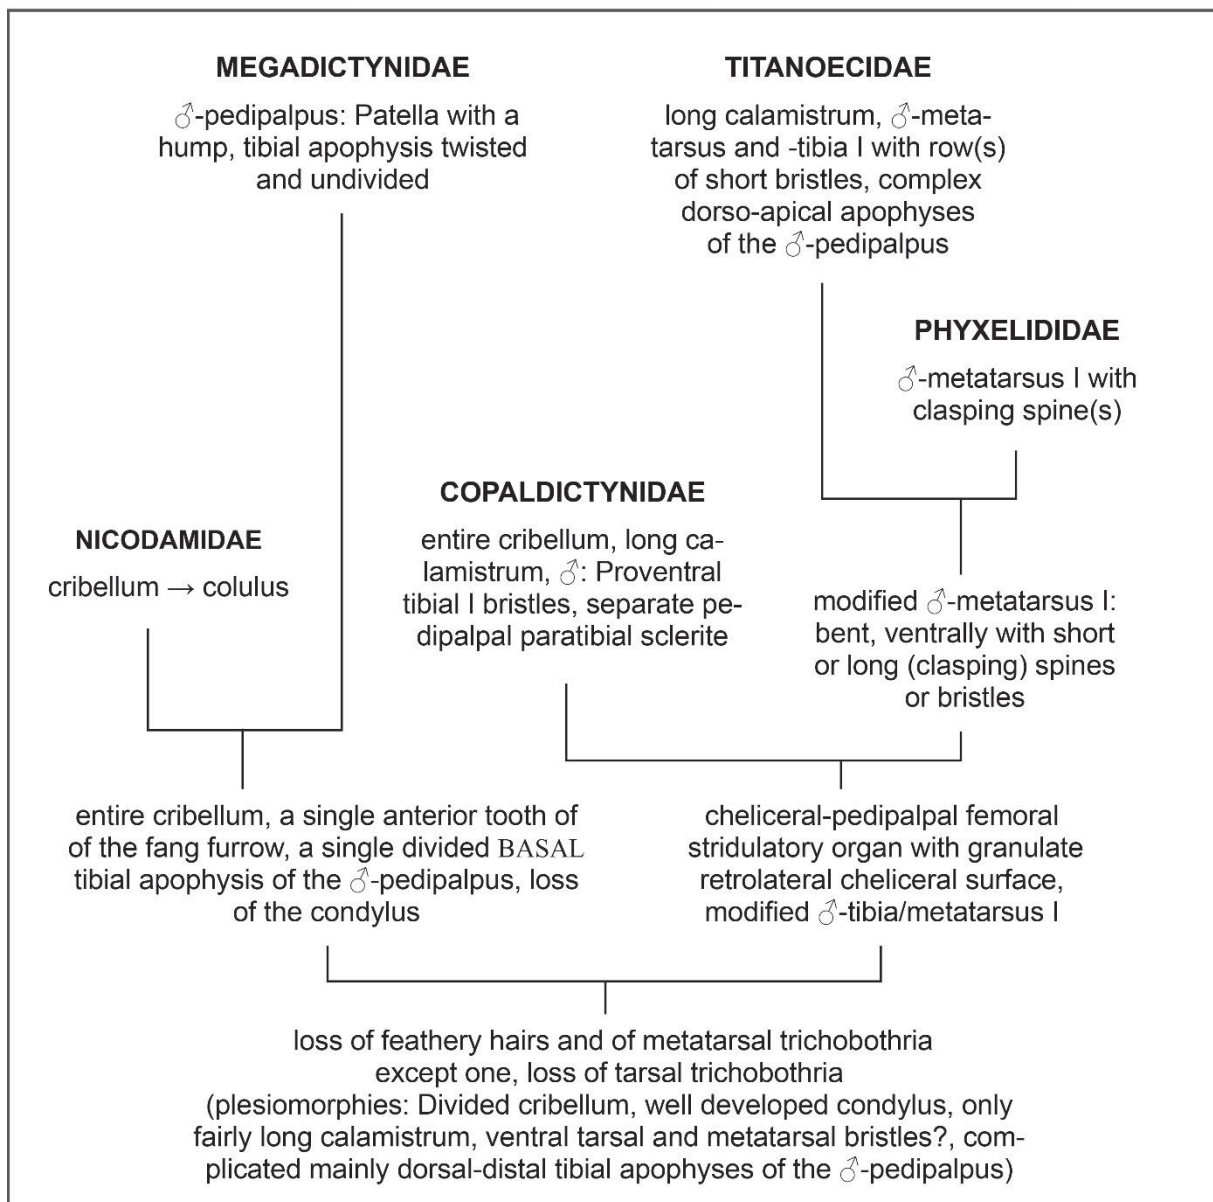 MEGADICTYNIDAE
♂-pedipalpus: Patella with a
hump, tibial apophysis twisted
and undivided
TITANOECIDAE
long calamistrum, ♂-meta-
tarsus and -tibia I with row(s)
of short bristles, complex
dorso-apical apophyses
of the ♂-pedipalpus
PHYXELIDIDAE
♂-metatarsus I with
clasping spine(s)
COPALDICTYNIDAE
entire cribellum, long ca-
lamistrum, ♂: Proventral
tibial I bristles, separate pe-
dipalpal paratibial sclerite
NICODAMIDAE
cribellum → colulus
modified ♂-metatarsus I:
bent, ventrally with short
or long (clasping) spines
or bristles
entire cribellum, a single anterior tooth of
of the fang furrow, a single divided BASAL
tibial apophysis of the ♂-pedipalpus, loss
of the condylus
cheliceral-pedipalpal femoral
stridulatory organ with granulate
retrolateral cheliceral surface,
modified ♂-tibia/metatarsus I
loss of feathery hairs and of metatarsal trichobothria
except one, loss of tarsal trichobothria
(plesiomorphies: Divided cribellum, well developed condylus, only
fairly long calamistrum, ventral tarsal and metatarsal bristles?, com-
plicated mainly dorsal-distal tibial apophyses of the ♂-pedipalpus)